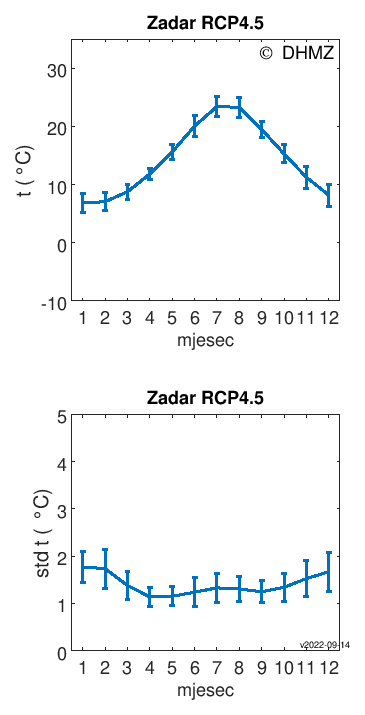 Zadar RCP4.5
© DHMZ
30
20
10
0
-10
t ( °C)
1 2 3 4 5 6 7 8 9 10 11 12
mjesec
Zadar RCP4.5
5
4
3
2
1
0
std t ( °C)
v2022-09-14
1 2 3 4 5 6 7 8 9 10 11 12
mjesec